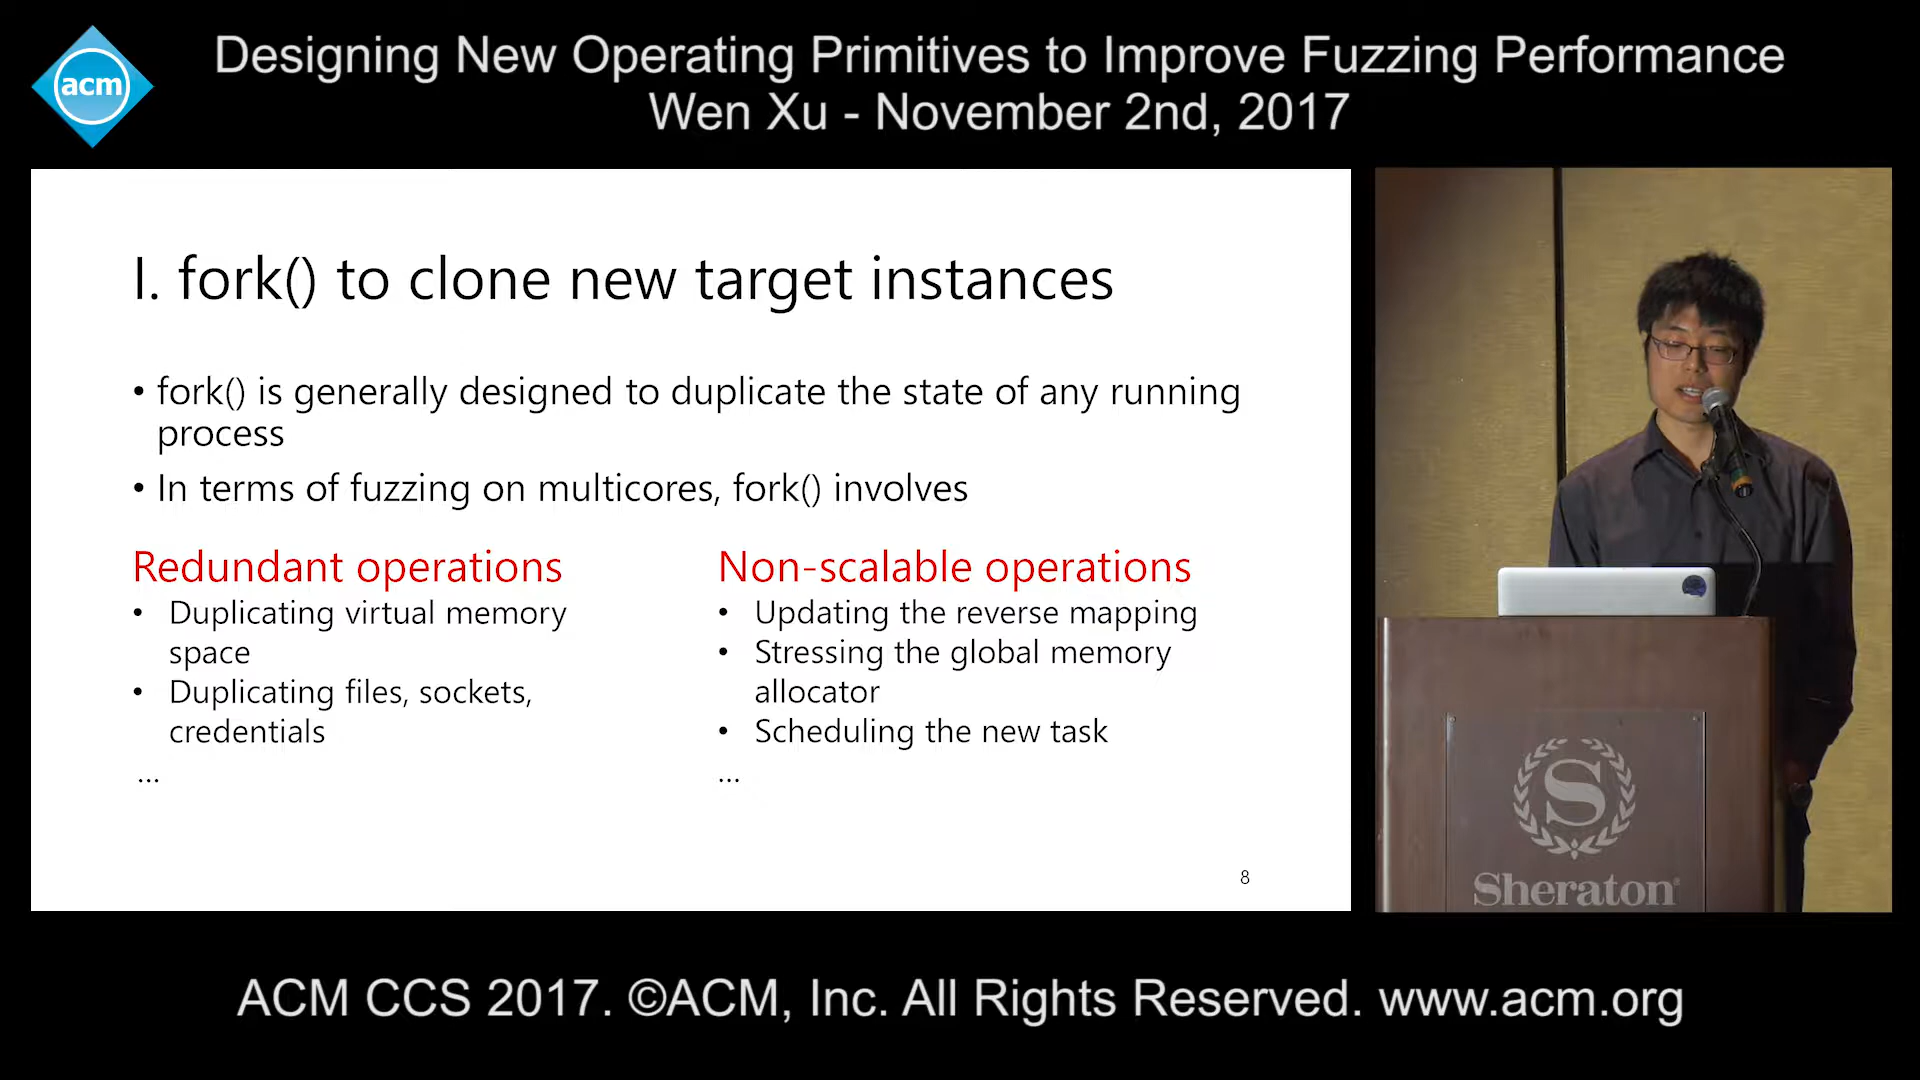 acm
Designing New Operating Primitives to Improve Fuzzing Performance
Wen Xu - November 2nd, 2017
I. fork() to clone new target instances
• fork() is generally designed to duplicate the state of any running
process
• In terms of fuzzing on multicores, fork() involves
Redundant operations
• Duplicating virtual memory
space
• Duplicating files, sockets,
credentials
...
Non-scalable operations
• Updating the reverse mapping
• Stressing the global memory
allocator
• Scheduling the new task
...
8
S
Sheraton
ACM CCS 2017. ©ACM, Inc. All Rights Reserved. www.acm.org